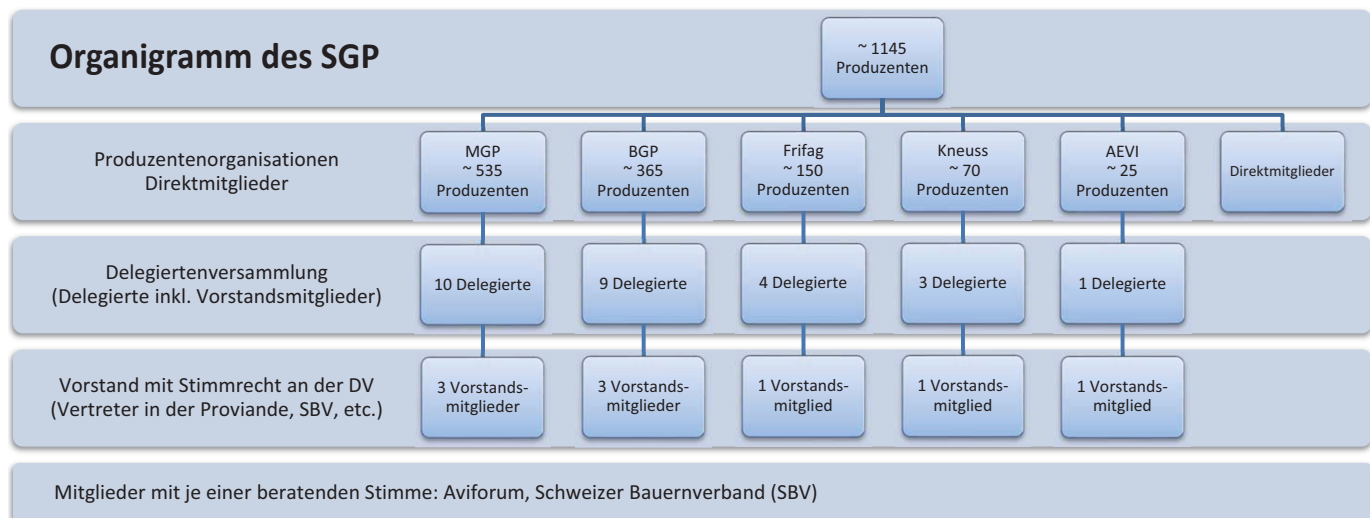 Organigramm des SGP
~ 1145
Produzenten
Produzentenorganisationen
Direktmitglieder
MGP
~ 535
Produzenten
BGP
~ 365
Produzenten
Frifag
~ 150
Produzenten
Kneuss
~ 70
Produzenten
AEVI
~ 25
Produzenten
Direktmitglieder
Delegiertenversammlung
(Delegierte inkl. Vorstandsmitglieder)
10 Delegierte
9 Delegierte
4 Delegierte
3 Delegierte
1 Delegierte
Vorstand mit Stimmrecht an der DV
(Vertreter in der Proviande, SBV, etc.)
3 Vorstands-
mitglieder
3 Vorstands-
mitglieder
1 Vorstands-
mitglied
1 Vorstands-
mitglied
1 Vorstands-
mitglied
Mitglieder mit je einer beratenden Stimme: Aviforum, Schweizer Bauernverband (SBV)